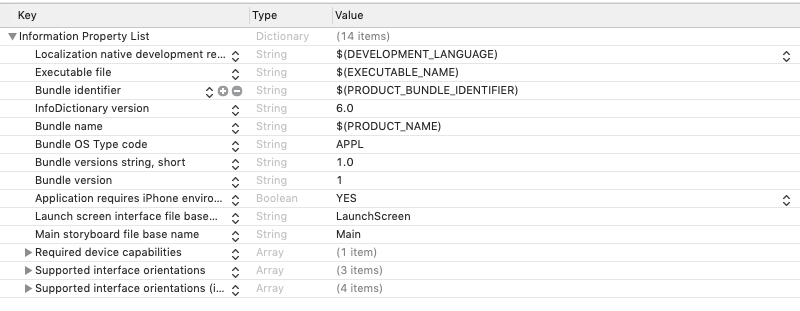 Key Type Value
Information Property List Dictionary (14 items)
Localization native development re... String $(DEVELOPMENT_LANGUAGE)
Executable file String $(EXECUTABLE_NAME)
Bundle identifier String $(PRODUCT_BUNDLE_IDENTIFIER)
InfoDictionary version String 6.0
Bundle name String $(PRODUCT_NAME)
Bundle OS Type code String APPL
Bundle versions string, short String 1.0
Bundle version String 1
Application requires iPhone enviro... Boolean YES
Launch screen interface file base... String LaunchScreen
Main storyboard file base name String Main
Required device capabilities Array (1 item)
Supported interface orientations Array (3 items)
Supported interface orientations (i... Array (4 items)